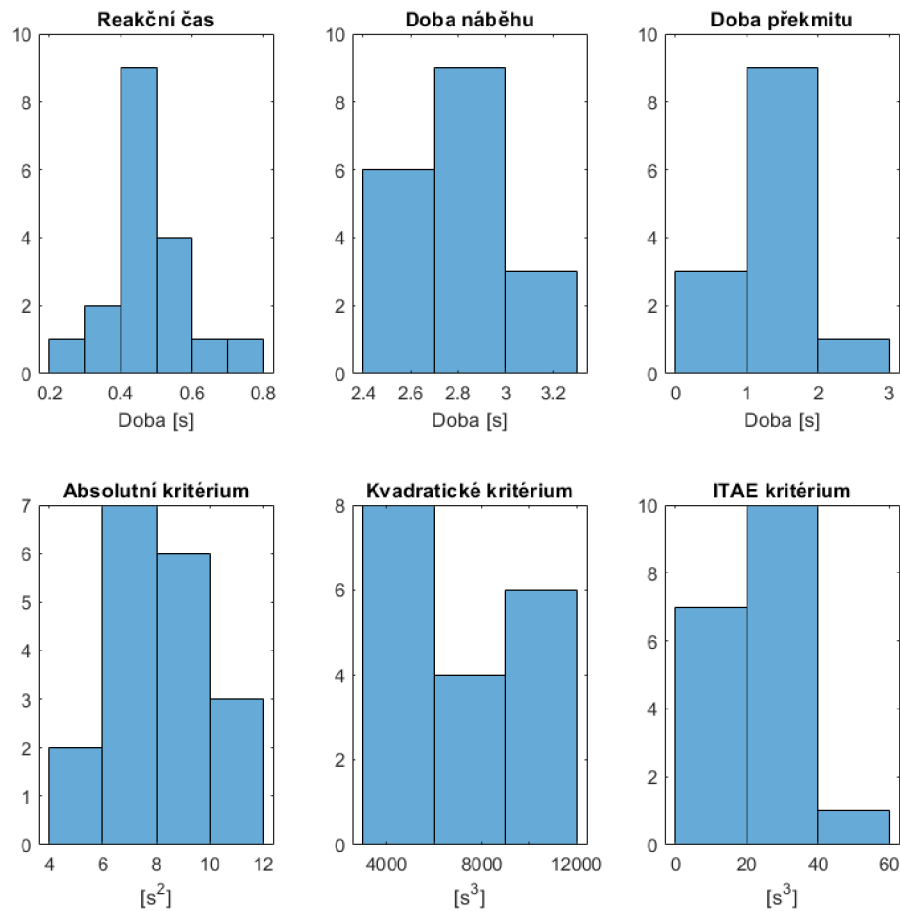 Reakční čas
10
8
6
4
2
0
0.2 0.4 0.6 0.8
Doba [s]
Doba náběhu
10
8
6
4
2
0
2.4 2.6 2.8 3 3.2
Doba [s]
Doba překmitu
10
8
6
4
2
0
0 1 2 3
Doba [s]
Absolutní kritérium
7
6
5
4
3
2
1
0
4 6 8 10 12
[s²]
Kvadratické kritérium
8
6
4
2
0
4000 8000 12000
[s³]
ITAE kritérium
10
8
6
4
2
0
0 20 40 60
[s³]